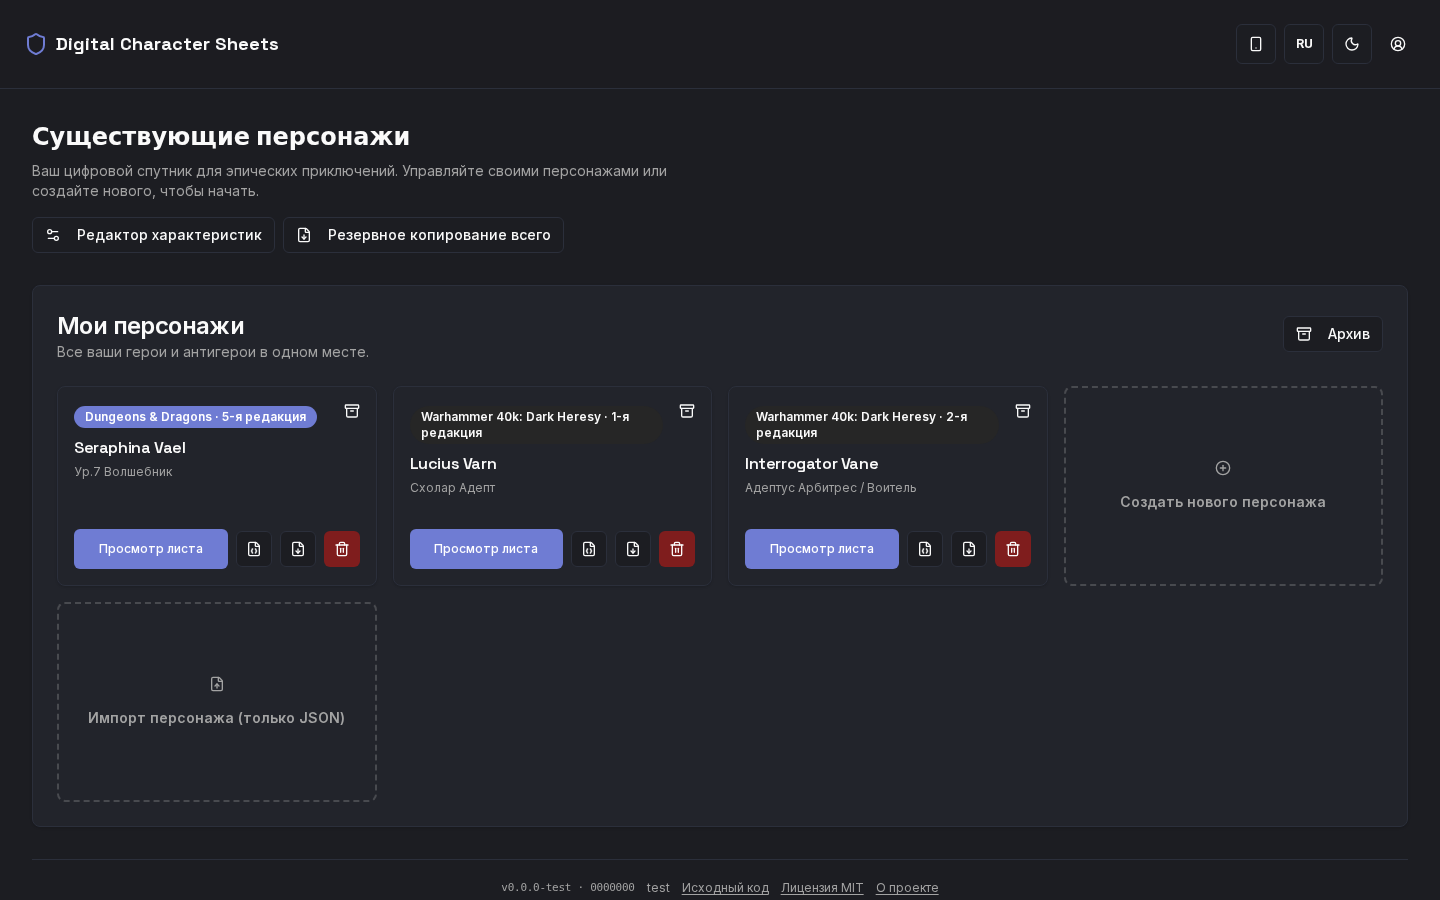 Digital Character Sheets
RU
Существующие персонажи
Ваш цифровой спутник для эпических приключений. Управляйте своими персонажами или
создайте нового, чтобы начать.
Редактор характеристик
Резервное копирование всего
Мои персонажи
Все ваши герои и антигерои в одном месте.
Архив
Dungeons & Dragons · 5-я редакция
Seraphina Vael
Ур.7 Волшебник
Просмотр листа
Warhammer 40k: Dark Heresy · 1-я
редакция
Lucius Varn
Схолар Адепт
Просмотр листа
Warhammer 40k: Dark Heresy · 2-я
редакция
Interrogator Vane
Адептус Арбитрес / Воитель
Просмотр листа
Создать нового персонажа
Импорт персонажа (только JSON)
v0.0.0-test · 0000000 test Исходный код Лицензия MIT О проекте